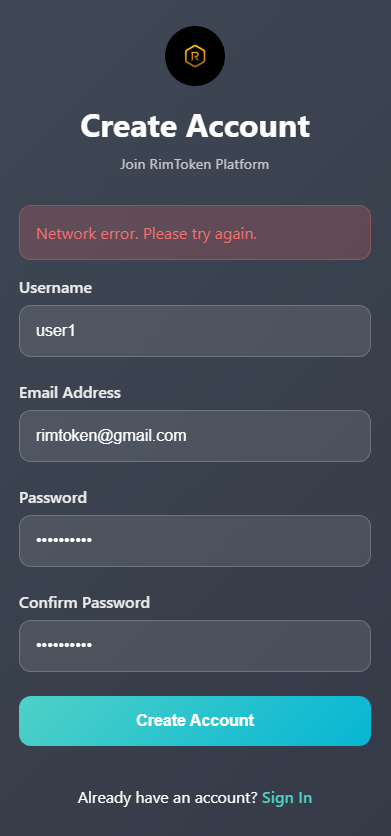 R
Create Account
Join RimToken Platform
Network error. Please try again.
Username
user1
Email Address
rimtoken@gmail.com
Password
••••••••••
Confirm Password
••••••••••
Create Account
Already have an account? Sign In